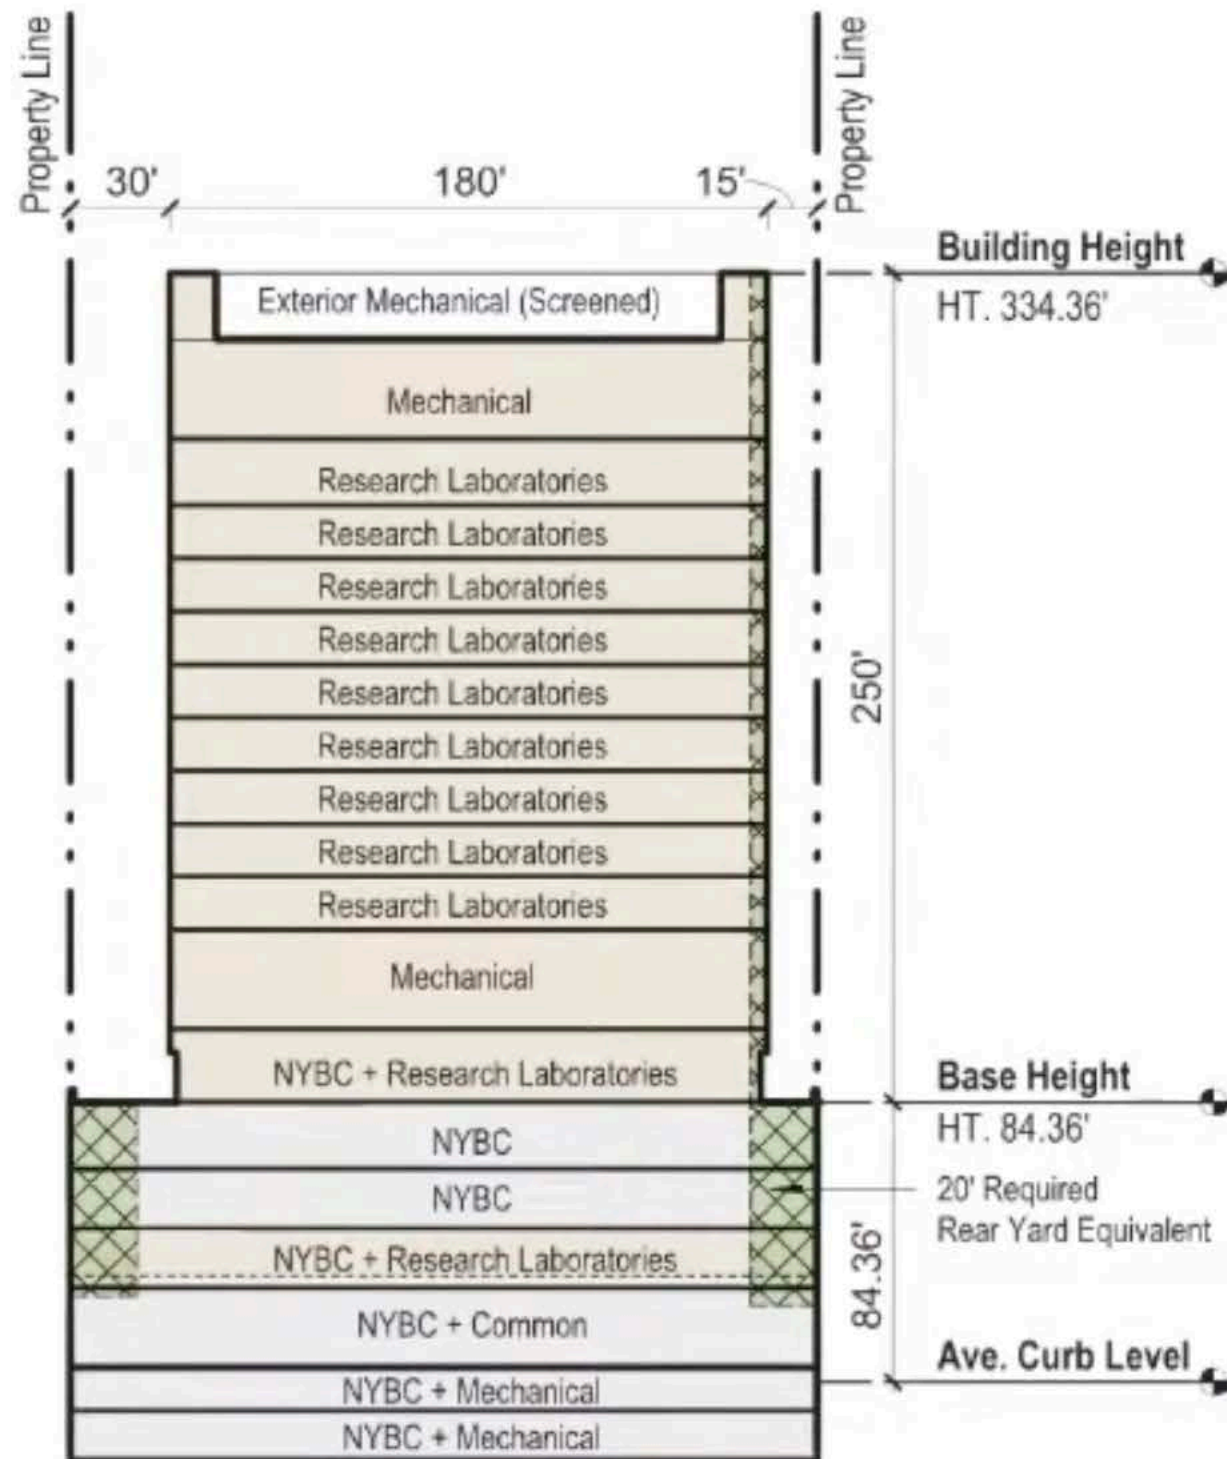 Property Line
Property Line
30'
180'
15'
Building Height
HT. 334.36'
Exterior Mechanical (Screened)
Mechanical
Research Laboratories
Research Laboratories
Research Laboratories
Research Laboratories
Research Laboratories
Research Laboratories
Research Laboratories
Research Laboratories
Research Laboratories
250'
Mechanical
NYBC + Research Laboratories
Base Height
HT. 84.36'
NYBC
NYBC
20' Required
Rear Yard Equivalent
NYBC + Research Laboratories
84.36'
NYBC + Common
Ave. Curb Level
NYBC + Mechanical
NYBC + Mechanical